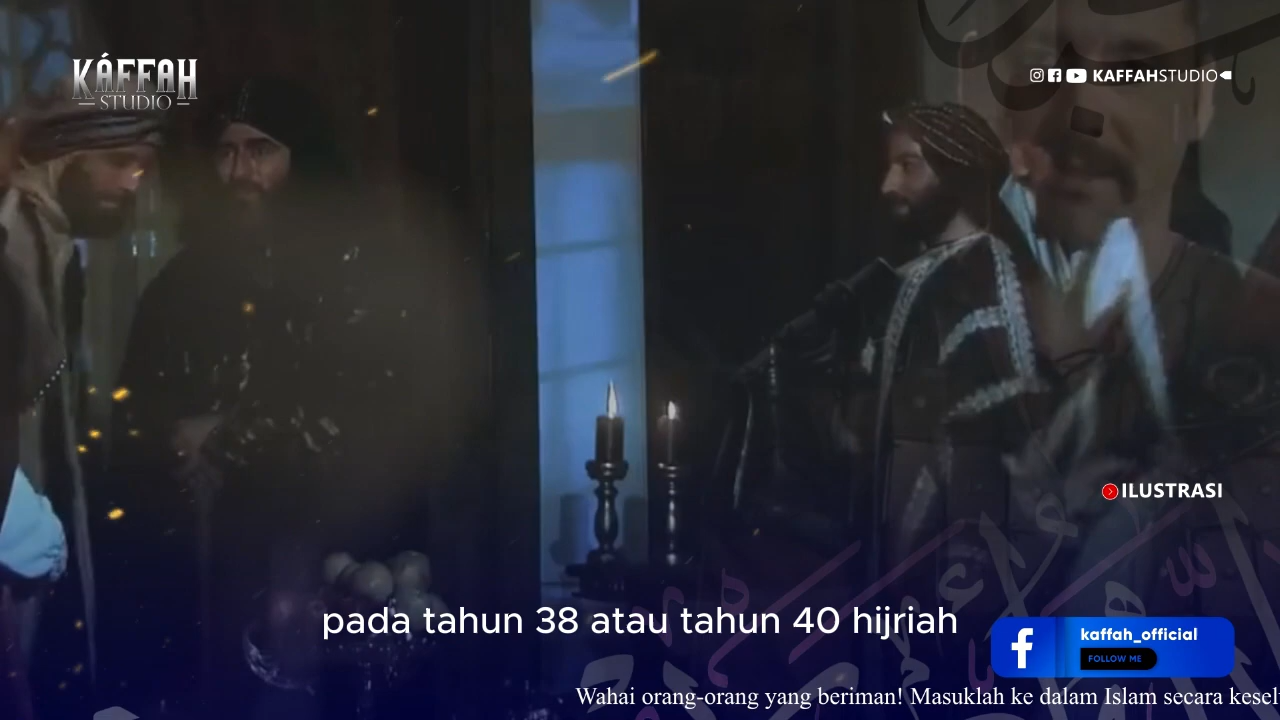 KÁFFAH
STUDIO
KAFFAHSTUDIO
ILUSTRASI
pada tahun 38 atau tahun 40 hijriah
kaffah_official
FOLLOW ME
Wahai orang-orang yang beriman! Masuklah ke dalam Islam secara kesel